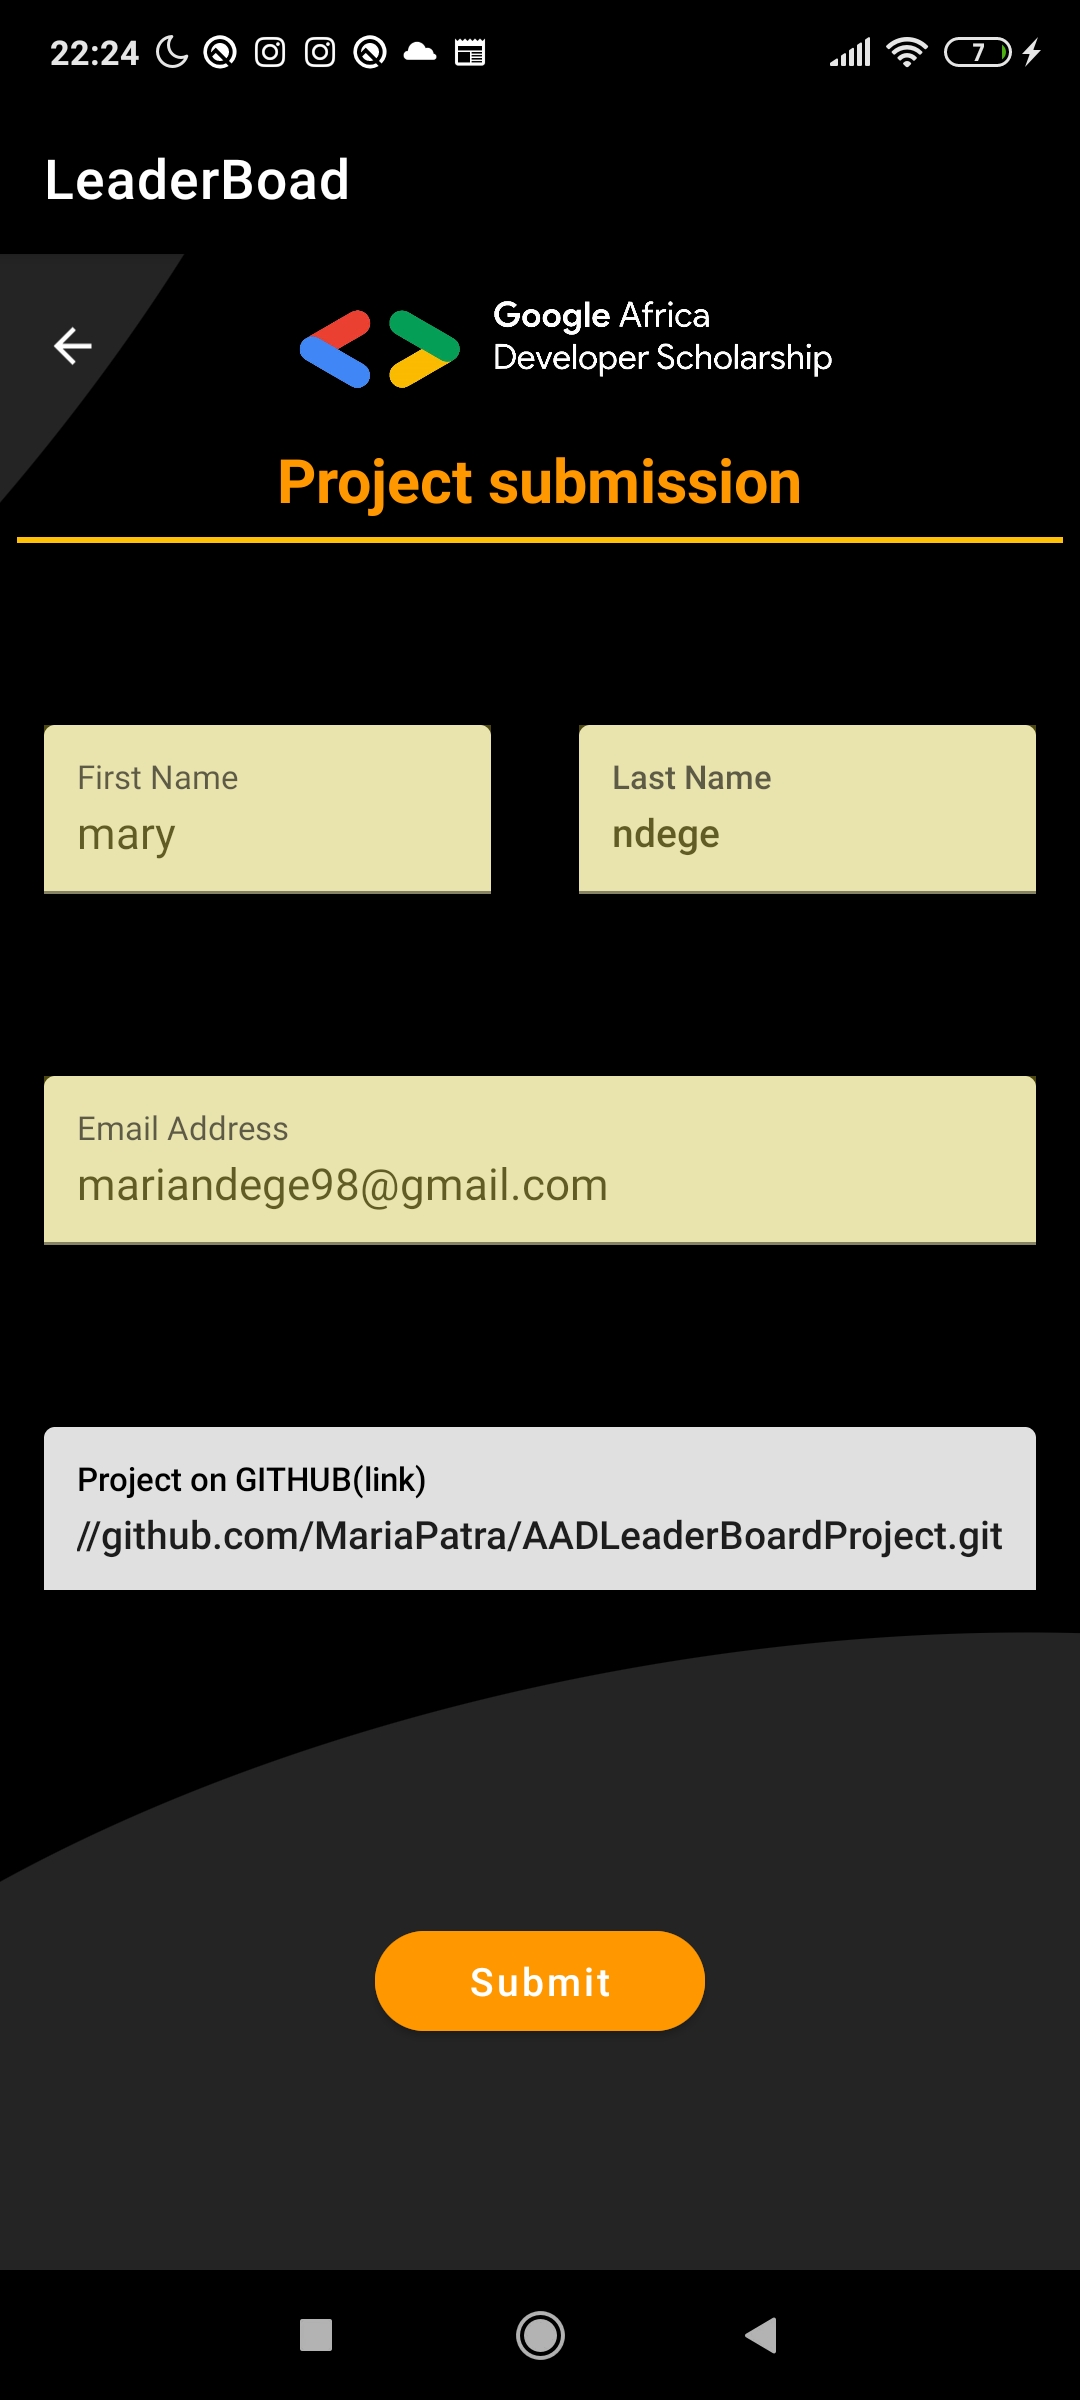 22:24
7
LeaderBoad
Google Africa
Developer Scholarship
Project submission
First Name
mary
Last Name
ndege
Email Address
mariandege98@gmail.com
Project on GITHUB(link)
//github.com/MariaPatra/AADLeaderBoardProject.git
Submit